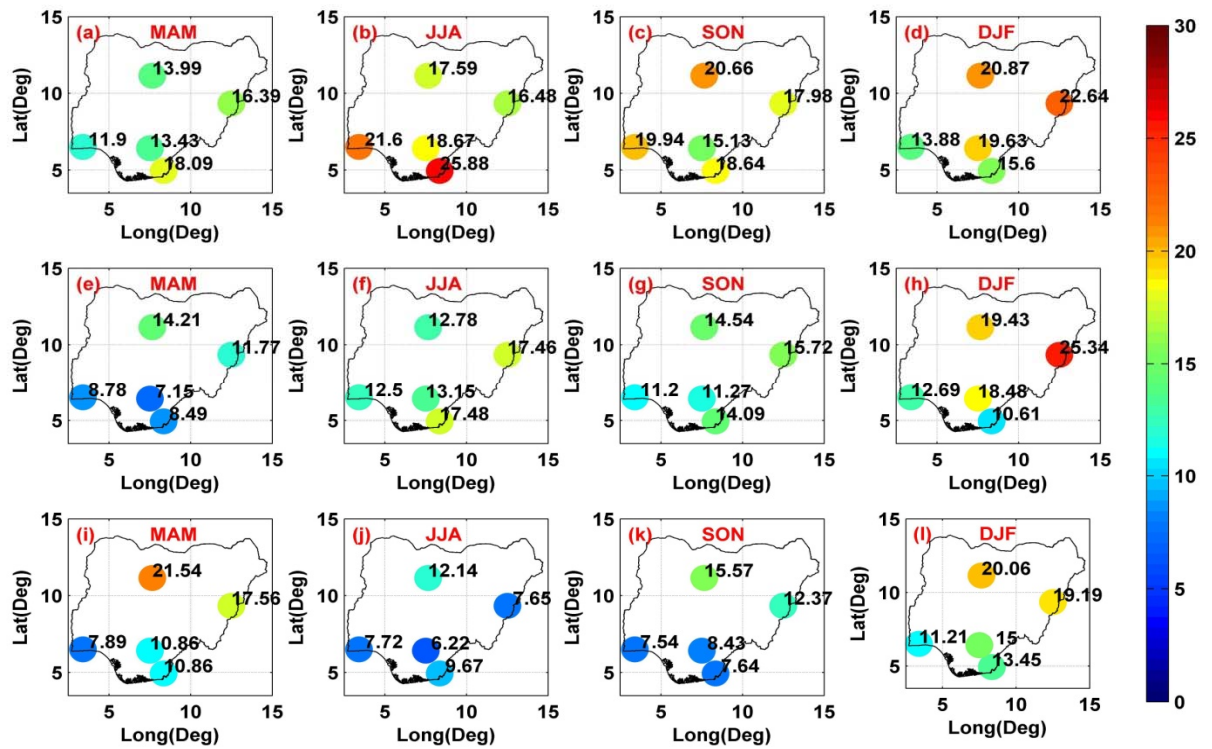 (a) MAM
15
10
5
Lat(Deg)
13.99
16.39
11.9
13.43
18.09
5 10 15
Long(Deg)
(b) JJA
15
10
5
Lat(Deg)
17.59
16.48
21.6
18.67
25.88
5 10 15
Long(Deg)
(c) SON
15
10
5
Lat(Deg)
20.66
17.98
19.94
15.13
18.64
5 10 15
Long(Deg)
(d) DJF
15
10
5
Lat(Deg)
20.87
22.64
13.88
19.63
15.6
5 10 15
Long(Deg)
(e) MAM
15
10
5
Lat(Deg)
14.21
11.77
8.78
7.15
8.49
5 10 15
Long(Deg)
(f) JJA
15
10
5
Lat(Deg)
12.78
17.46
12.5
13.15
17.48
5 10 15
Long(Deg)
(g) SON
15
10
5
Lat(Deg)
14.54
15.72
11.2
11.27
14.09
5 10 15
Long(Deg)
(h) DJF
15
10
5
Lat(Deg)
19.43
25.34
12.69
18.48
10.61
5 10 15
Long(Deg)
(i) MAM
15
10
5
Lat(Deg)
21.54
17.56
7.89
10.86
10.86
5 10 15
Long(Deg)
(j) JJA
15
10
5
Lat(Deg)
12.14
7.65
7.72
6.22
9.67
5 10 15
Long(Deg)
(k) SON
15
10
5
Lat(Deg)
15.57
12.37
7.54
8.43
7.64
5 10 15
Long(Deg)
(l) DJF
15
10
5
Lat(Deg)
20.06
19.19
11.21
15
13.45
5 10 15
Long(Deg)
30
25
20
15
10
5
0